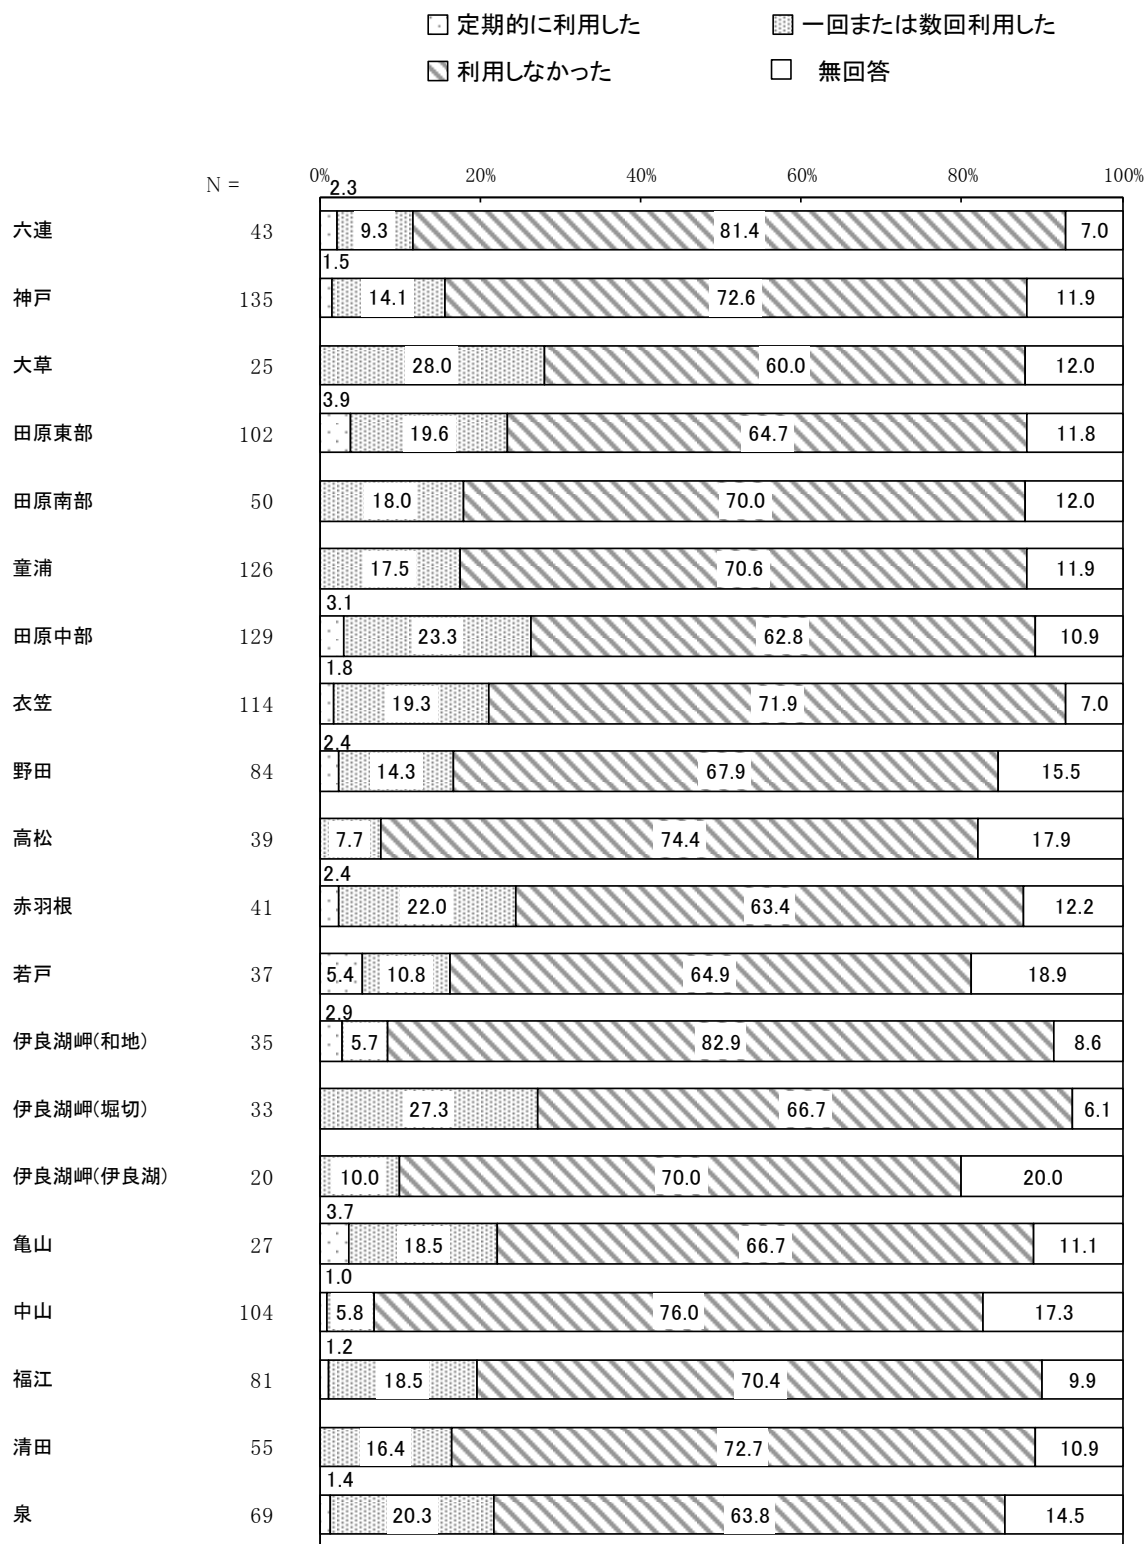 定期的に利用した 一回または数回利用した
利用しなかった 無回答
N = 0% 20% 40% 60% 80% 100%
2.3
六連 43 9.3 81.4 7.0
1.5
神戸 135 14.1 72.6 11.9
大草 25 28.0 60.0 12.0
3.9
田原東部 102 19.6 64.7 11.8
田原南部 50 18.0 70.0 12.0
童浦 126 17.5 70.6 11.9
3.1
田原中部 129 23.3 62.8 10.9
1.8
衣笠 114 19.3 71.9 7.0
2.4
野田 84 14.3 67.9 15.5
高松 39 7.7 74.4 17.9
2.4
赤羽根 41 22.0 63.4 12.2
若戸 37 5.4 10.8 64.9 18.9
2.9
伊良湖岬(和地) 35 5.7 82.9 8.6
伊良湖岬(堀切) 33 27.3 66.7 6.1
伊良湖岬(伊良湖) 20 10.0 70.0 20.0
3.7
亀山 27 18.5 66.7 11.1
1.0
中山 104 5.8 76.0 17.3
1.2
福江 81 18.5 70.4 9.9
清田 55 16.4 72.7 10.9
1.4
泉 69 20.3 63.8 14.5